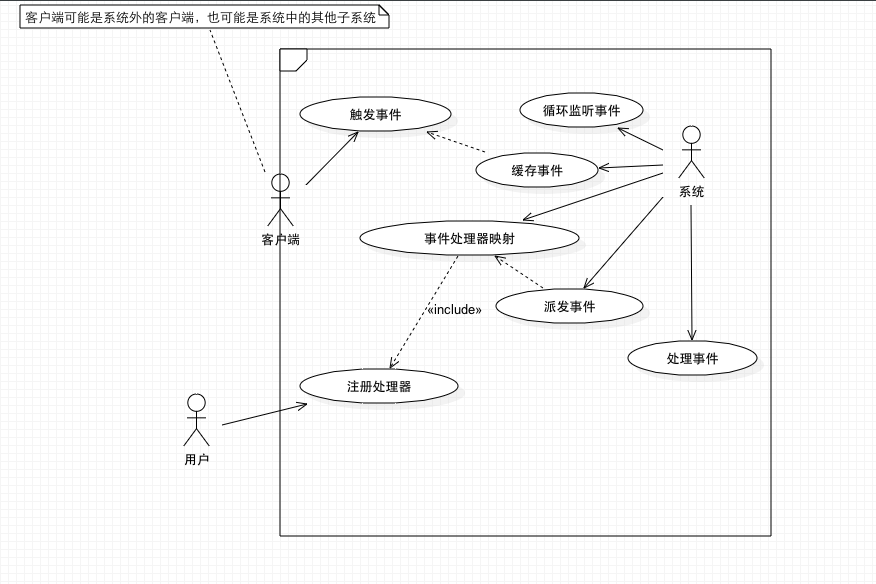 客户端可能是系统外的客户端，也可能是系统中的其他子系统
触发事件
循环监听事件
缓存事件
系统
客户端
事件处理器映射
派发事件
«include»
处理事件
注册处理器
用户